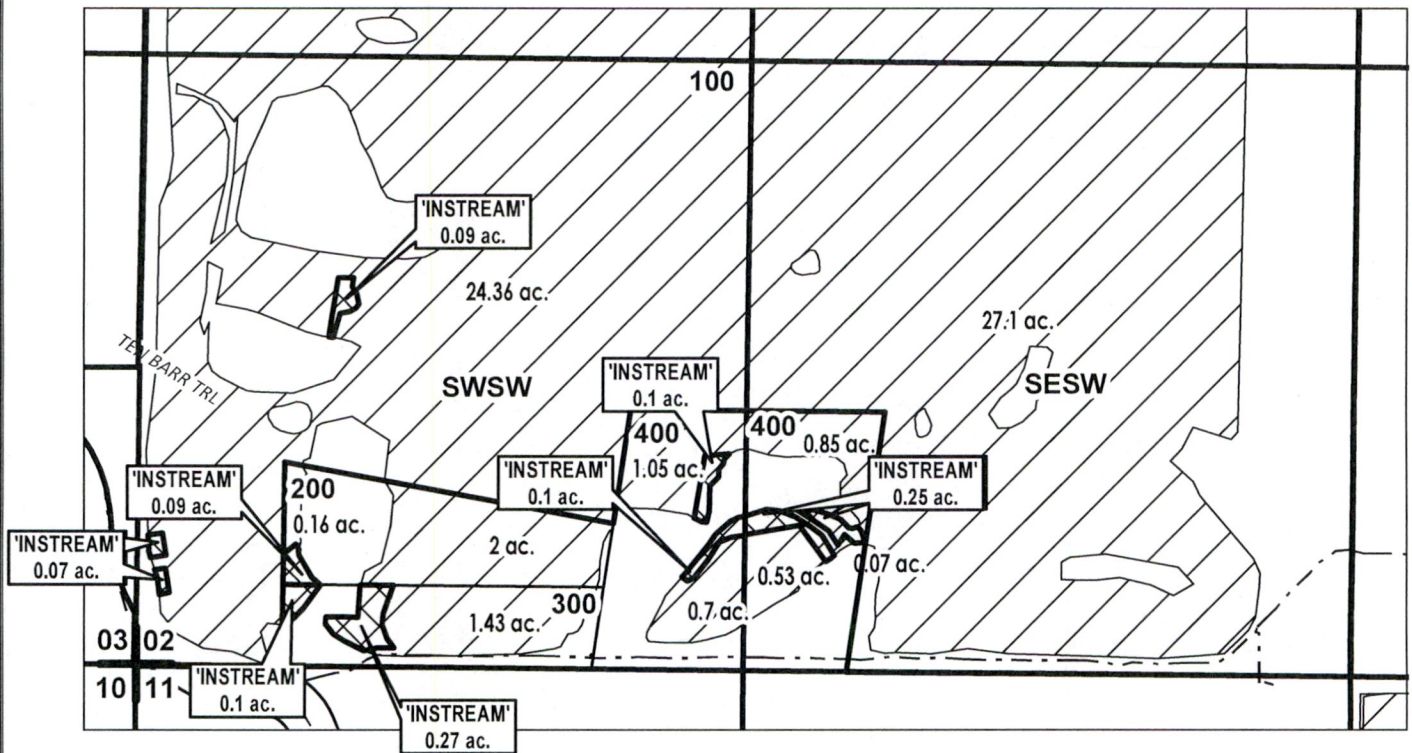 100
'INSTREAM'
0.09 ac.
24.36 ac.
27.1 ac.
TEN BARR TRL
SWSW
SESW
'INSTREAM'
0.1 ac.
400
400
0.85 ac.
1.05 ac.
'INSTREAM'
0.1 ac.
'INSTREAM'
0.25 ac.
'INSTREAM'
0.09 ac.
200
0.16 ac.
2 ac.
'INSTREAM'
0.07 ac.
0.07 ac.
0.53 ac.
300
0.7 ac.
1.43 ac.
03 02
10 11
'INSTREAM'
0.1 ac.
'INSTREAM'
0.27 ac.